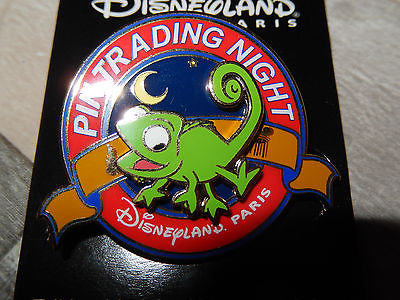 DISNEYLAND
PARIS
PIN TRADING NIGHT
DISNEYLAND PARIS